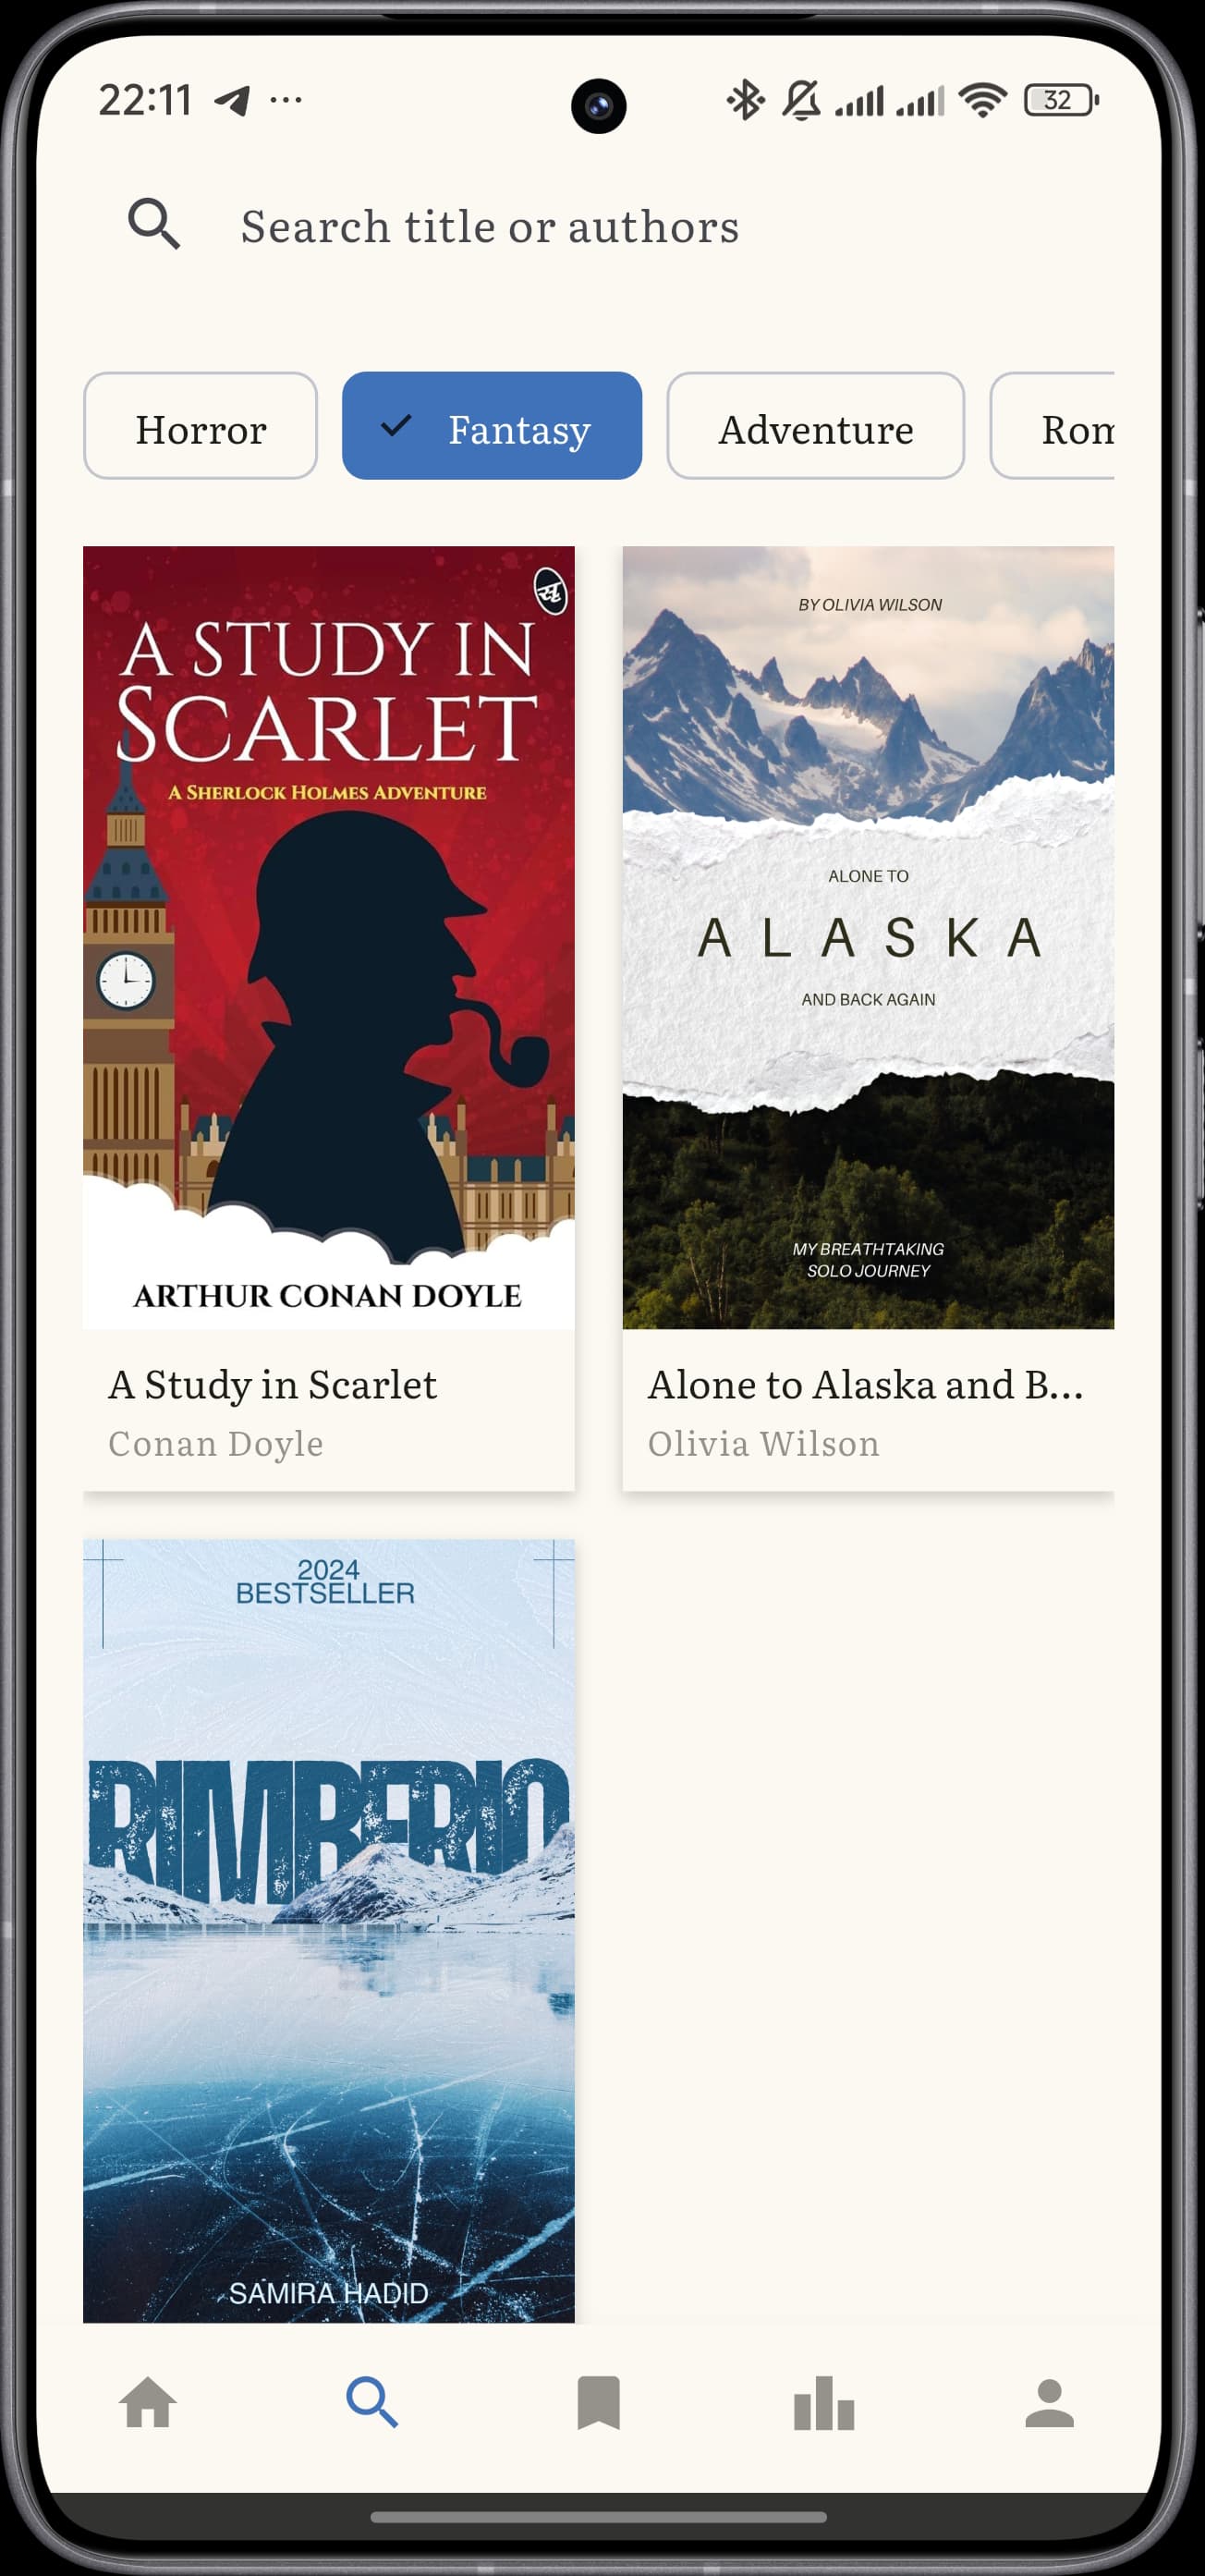 22:11 ...
32
Search title or authors
Horror
Fantasy
Adventure
Rom
A STUDY IN
SCARLET
A SHERLOCK HOLMES ADVENTURE
ARTHUR CONAN DOYLE
BY OLIVIA WILSON
ALONE TO
ALASKA
AND BACK AGAIN
MY BREATHTAKING
SOLO JOURNEY
A Study in Scarlet
Conan Doyle
Alone to Alaska and B...
Olivia Wilson
2024
BESTSELLER
RIMBERIO
SAMIRA HADID